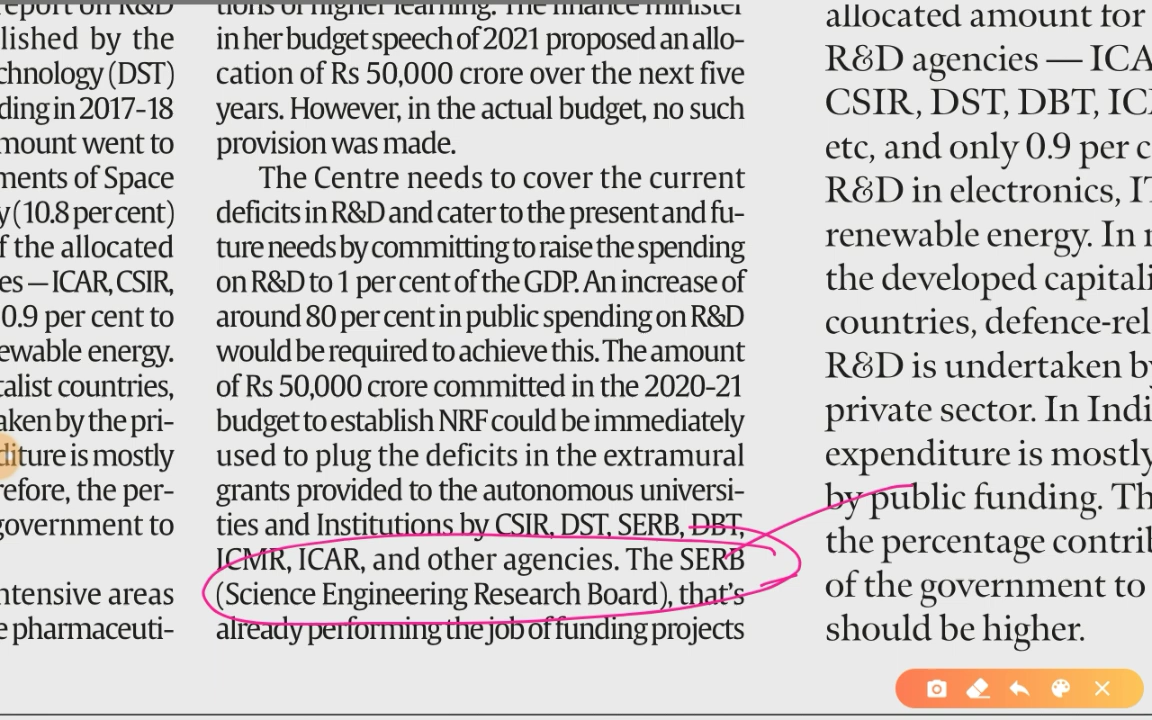 report on R&D
lished by the
chnology (DST)
ding in 2017-18
mount went to
ments of Space
y (10.8 per cent)
f the allocated
es — ICAR, CSIR,
0.9 per cent to
ewable energy.
talist countries,
aken by the pri-
diture is mostly
refore, the per-
government to
ntensive areas
e pharmaceuti-
tions of higher learning. The finance minister
in her budget speech of 2021 proposed an allo-
cation of Rs 50,000 crore over the next five
years. However, in the actual budget, no such
provision was made.
The Centre needs to cover the current
deficits in R&D and cater to the present and fu-
ture needs by committing to raise the spending
on R&D to 1 per cent of the GDP. An increase of
around 80 per cent in public spending on R&D
would be required to achieve this. The amount
of Rs 50,000 crore committed in the 2020-21
budget to establish NRF could be immediately
used to plug the deficits in the extramural
grants provided to the autonomous universi-
ties and Institutions by CSIR, DST, SERB, DBT,
ICMR, ICAR, and other agencies. The SERB
(Science Engineering Research Board), that's
already performing the job of funding projects
allocated amount for
R&D agencies — ICA
CSIR, DST, DBT, ICM
etc, and only 0.9 per c
R&D in electronics, IT
renewable energy. In m
the developed capitali
countries, defence-rel
R&D is undertaken by
private sector. In Indi
expenditure is mostly
by public funding. Th
the percentage contrib
of the government to
should be higher.